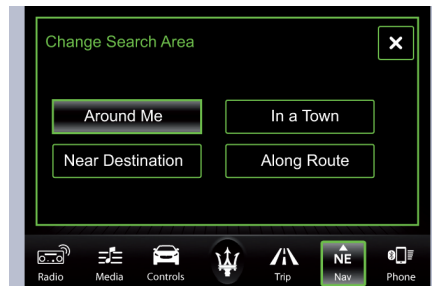 Change Search Area
Around Me
In a Town
Near Destination
Along Route
NE
Radio
Media
Controls
Trip
Nav
Phone